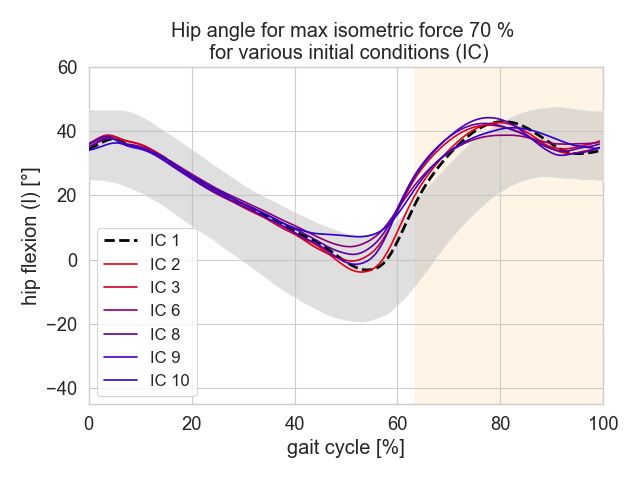 Hip angle for max isometric force 70 %
for various initial conditions (IC)
60
40
20
0
−20
−40
hip flexion (l) [°]
IC 1
IC 2
IC 3
IC 6
IC 8
IC 9
IC 10
0 20 40 60 80 100
gait cycle [%]